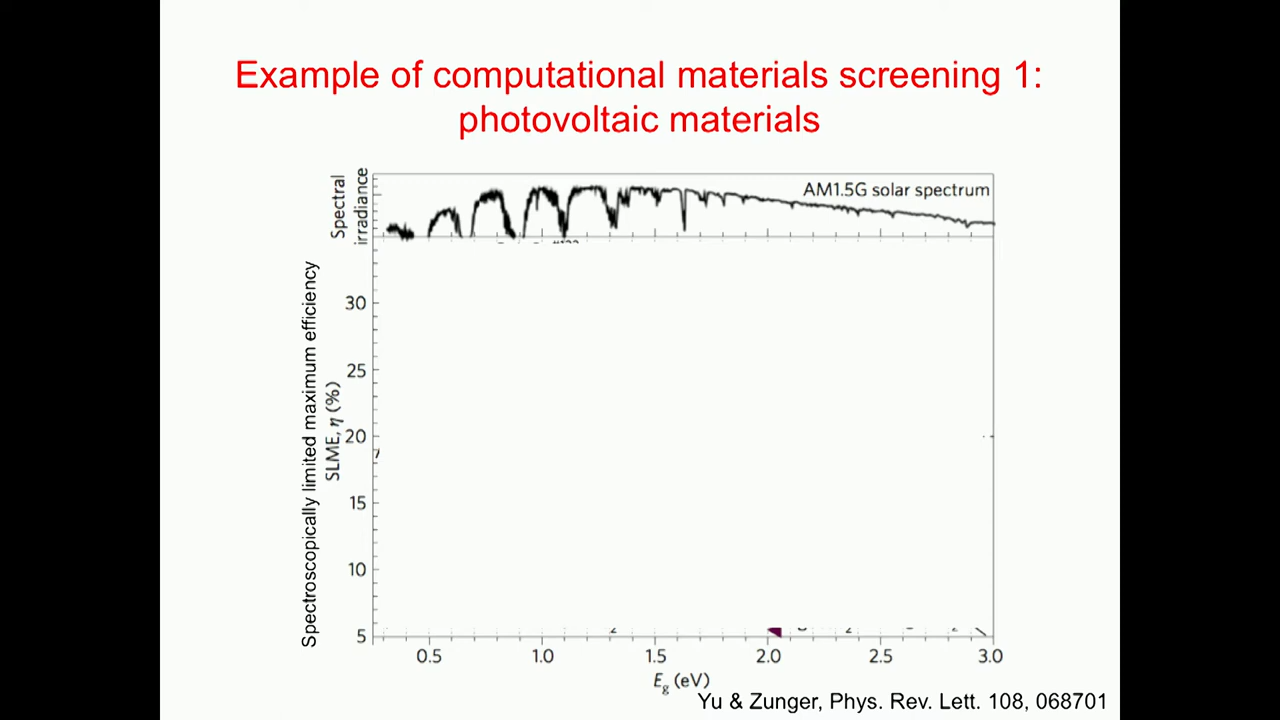 Example of computational materials screening 1:
photovoltaic materials
Spectral
irradiance
AM1.5G solar spectrum
Spectroscopically limited maximum efficiency
SLME, η (%)
30
25
20
15
10
5
0.5 1.0 1.5 2.0 2.5 3.0
Eg (eV)
Yu & Zunger, Phys. Rev. Lett. 108, 068701